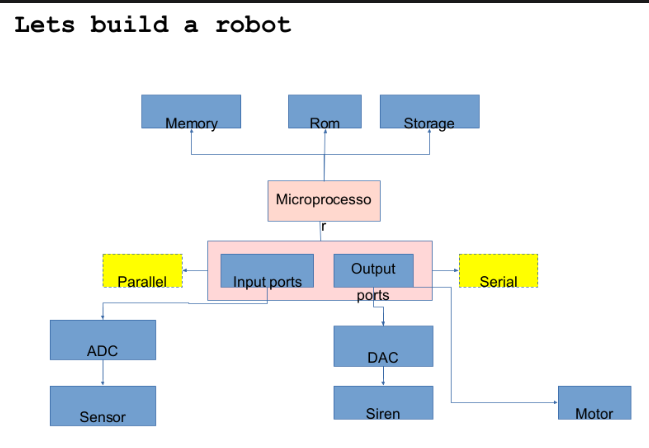 Lets build a robot
Memory
Rom
Storage
Microprocesso
r
Parallel
Input ports
Output
ports
Serial
ADC
DAC
Sensor
Siren
Motor